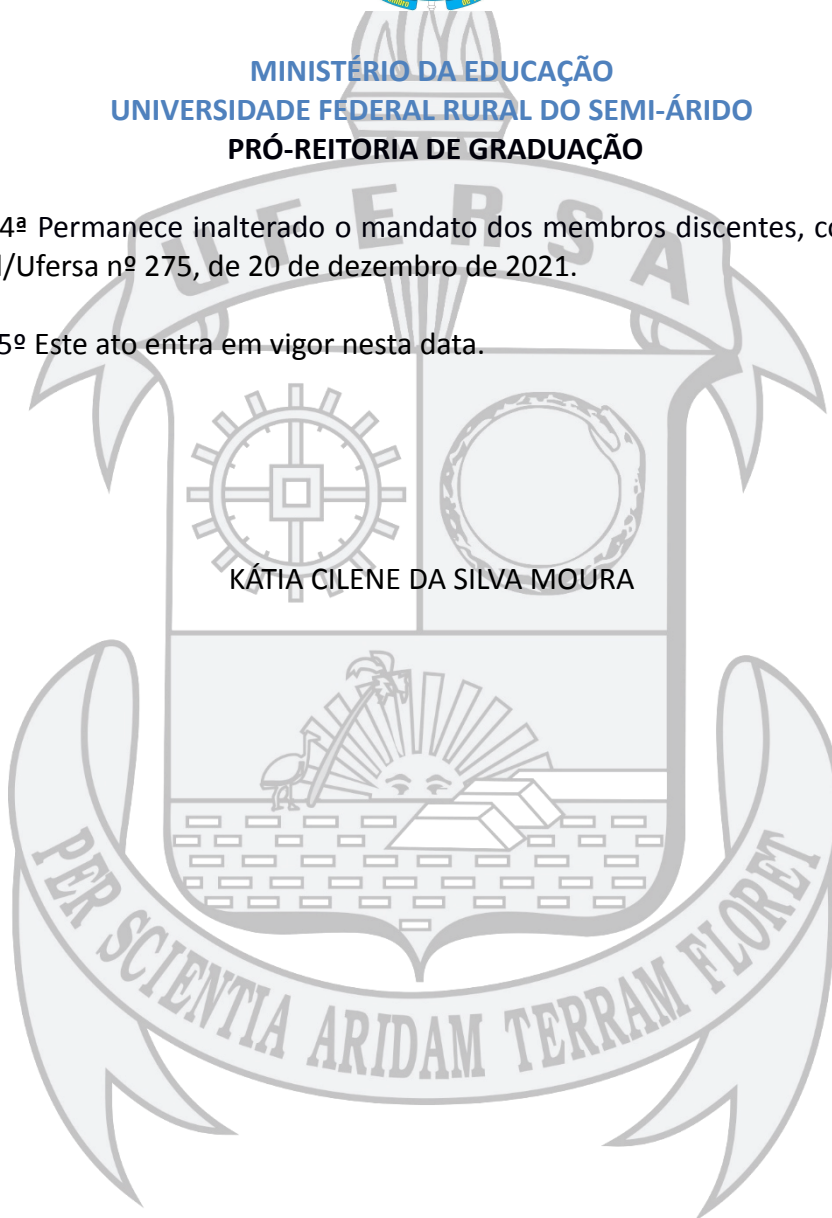 MINISTÉRIO DA EDUCAÇÃO
UNIVERSIDADE FEDERAL RURAL DO SEMI-ÁRIDO
PRÓ-REITORIA DE GRADUAÇÃO
4ª Permanece inalterado o mandato dos membros discentes,
/Ufersa nº 275, de 20 de dezembro de 2021.
5º Este ato entra em vigor nesta data.
KÁTIA CILENE DA SILVA MOURA
UFERSA
PER SCIENTIA ARIDAM TERRAM FLORET